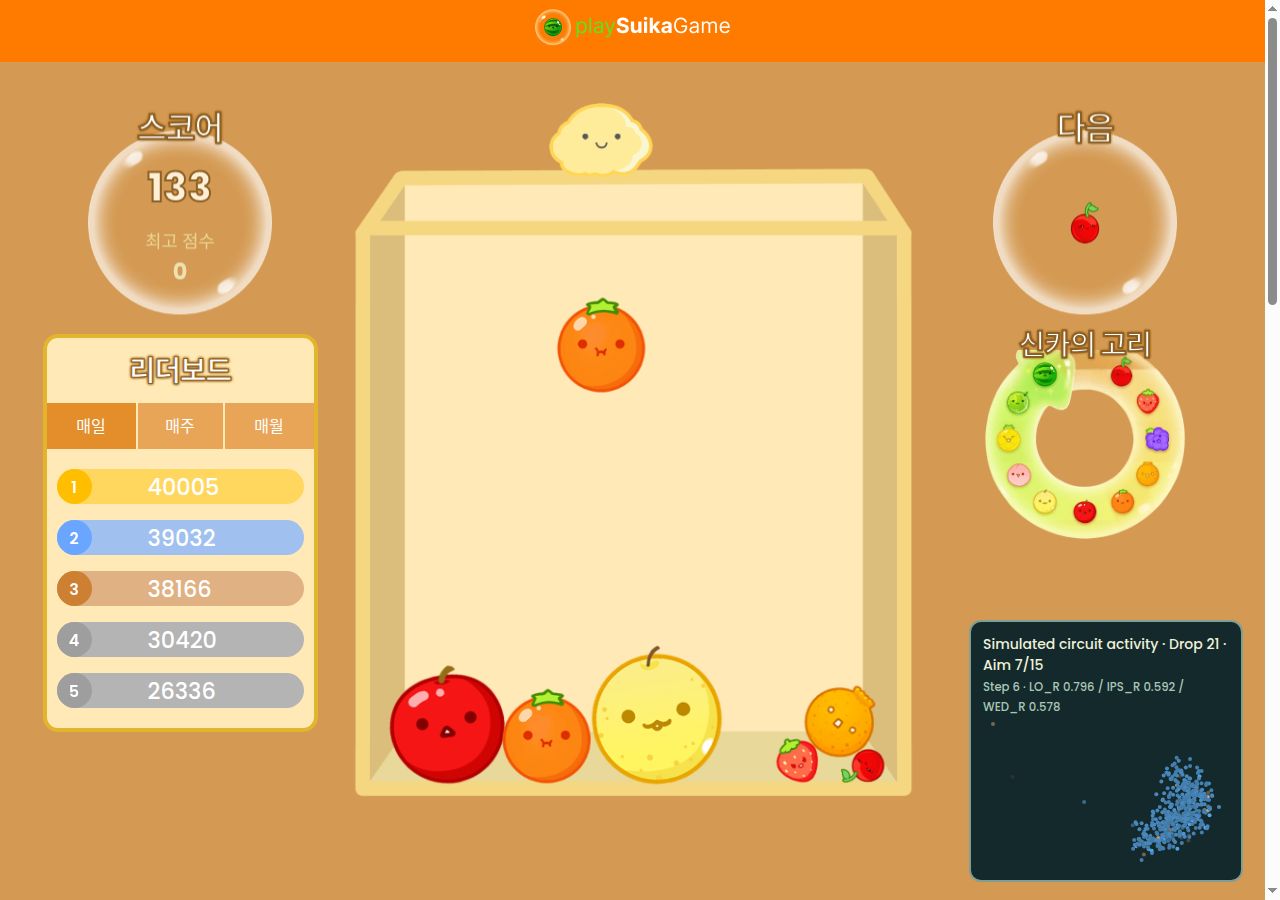 playSuikaGame
스코어
133
최고 점수
0
다음
신카의 고리
리더보드
매일 매주 매월
1 40005
2 39032
3 38166
4 30420
5 26336
Simulated circuit activity · Drop 21 ·
Aim 7/15
Step 6 · LO_R 0.796 / IPS_R 0.592 /
WED_R 0.578